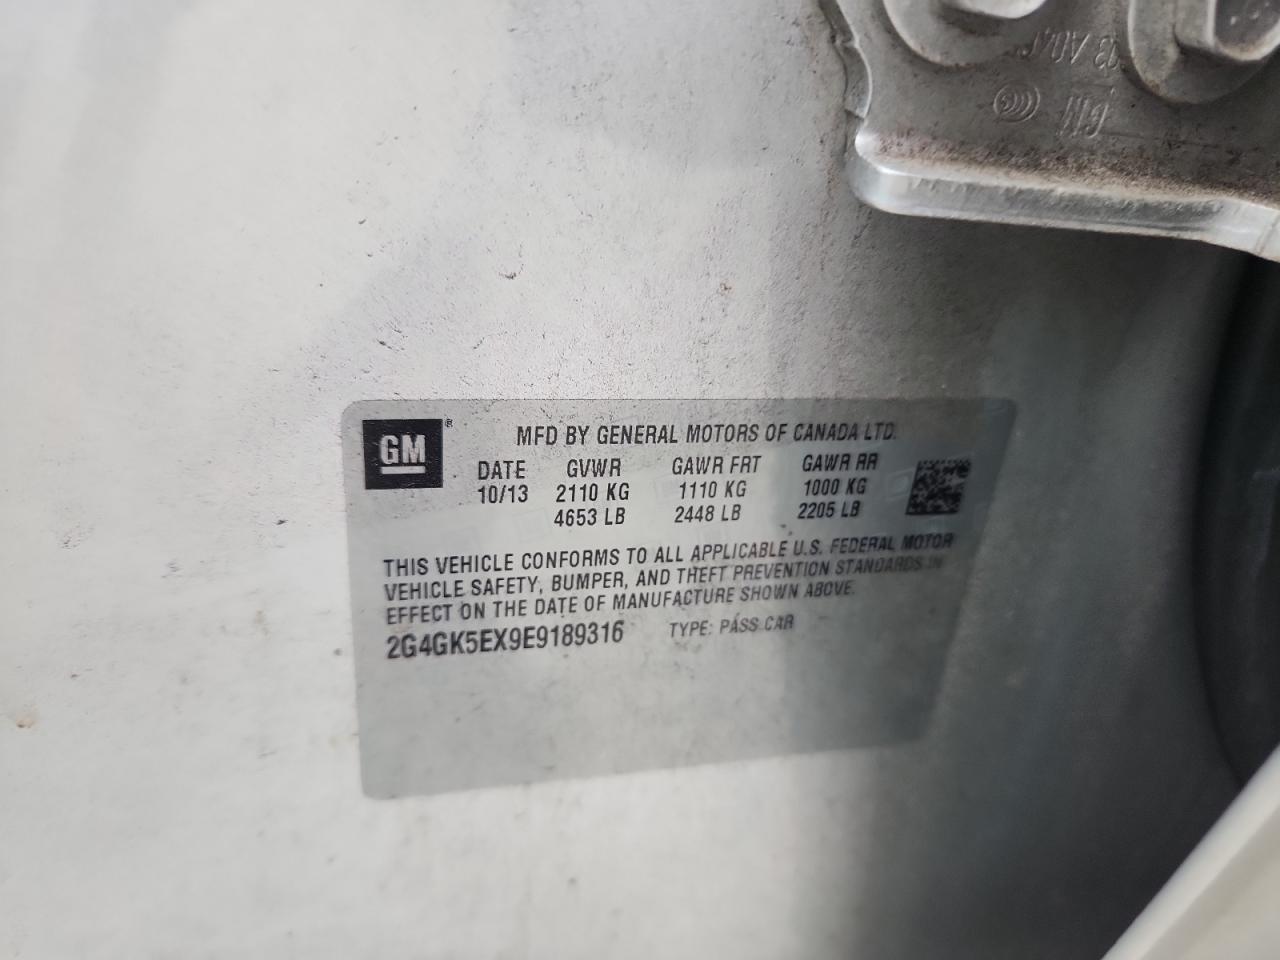 GM
GM ®
MFD BY GENERAL MOTORS OF CANADA LTD.
DATE GVWR GAWR FRT GAWR RR
10/13 2110 KG 1110 KG 1000 KG
4653 LB 2448 LB 2205 LB
THIS VEHICLE CONFORMS TO ALL APPLICABLE U.S. FEDERAL MOTOR
VEHICLE SAFETY, BUMPER, AND THEFT PREVENTION STANDARDS IN
EFFECT ON THE DATE OF MANUFACTURE SHOWN ABOVE.
2G4GK5EX9E9189316 TYPE: PASS CAR